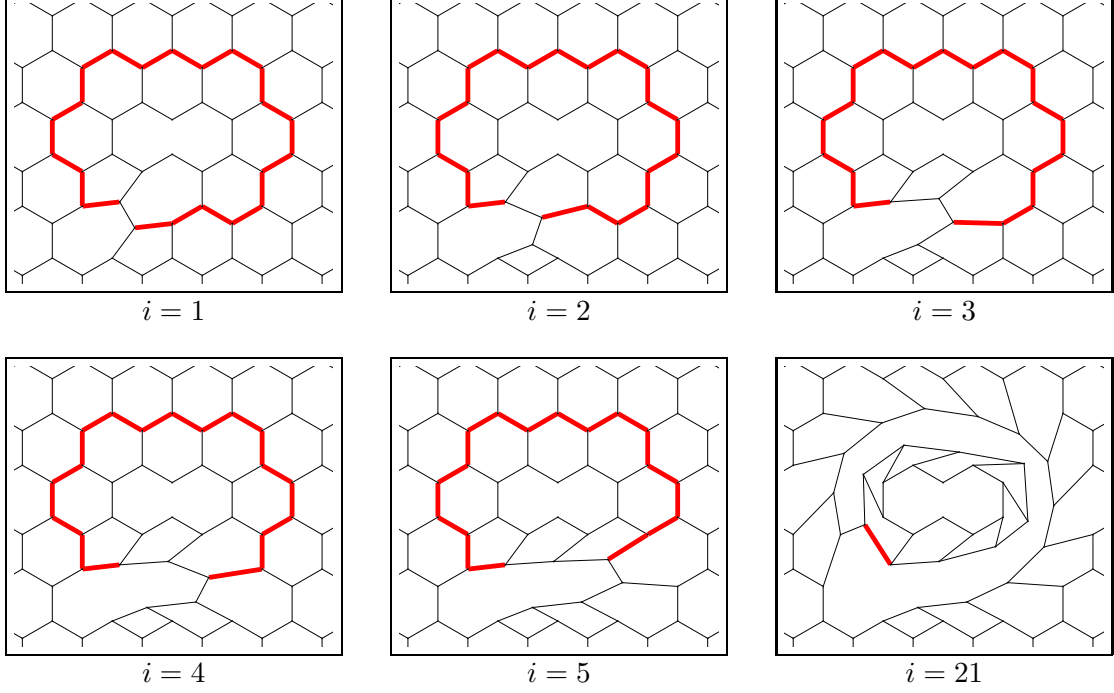 i = 1
i = 2
i = 3
i = 4
i = 5
i = 21